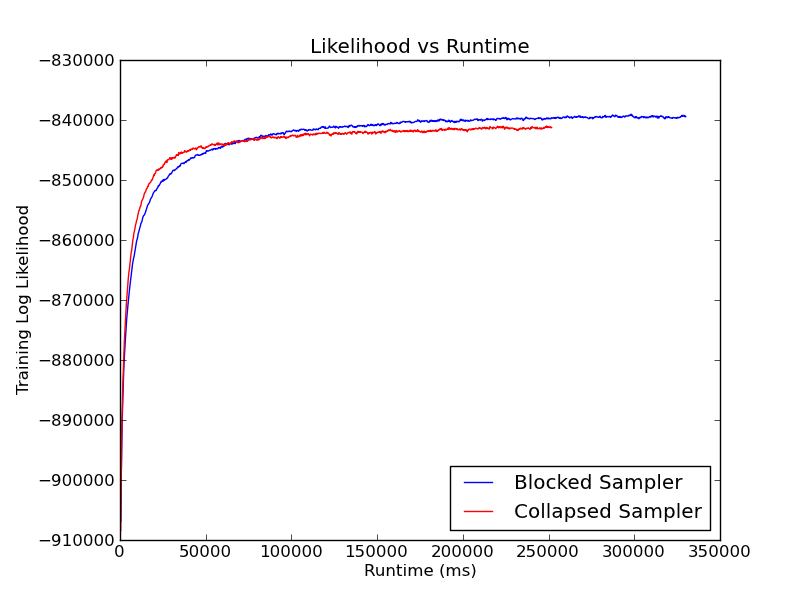 Likelihood vs Runtime
−830000
−840000
−850000
−860000
−870000
−880000
−890000
−900000
−910000
Training Log Likelihood
Blocked Sampler
Collapsed Sampler
0 50000 100000 150000 200000 250000 300000 350000
Runtime (ms)